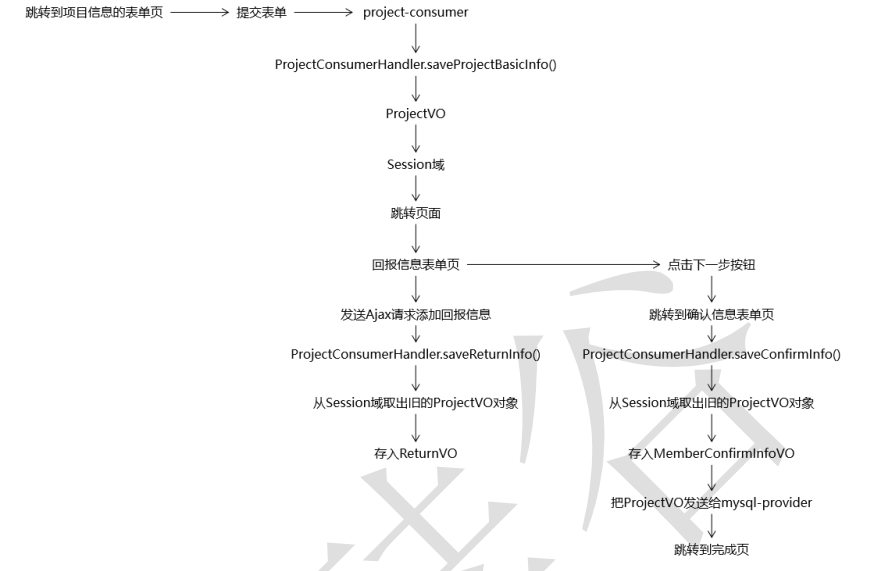 跳转到项目信息的表单页 提交表单 project-consumer
ProjectConsumerHandler.saveProjectBasicInfo()
ProjectVO
Session域
跳转页面
回报信息表单页 点击下一步按钮
发送Ajax请求添加回报信息 跳转到确认信息表单页
ProjectConsumerHandler.saveReturnInfo() ProjectConsumerHandler.saveConfirmInfo()
从Session域取出旧的ProjectVO对象 从Session域取出旧的ProjectVO对象
存入ReturnVO 存入MemberConfirmInfoVO
把ProjectVO发送给mysql-provider
跳转到完成页